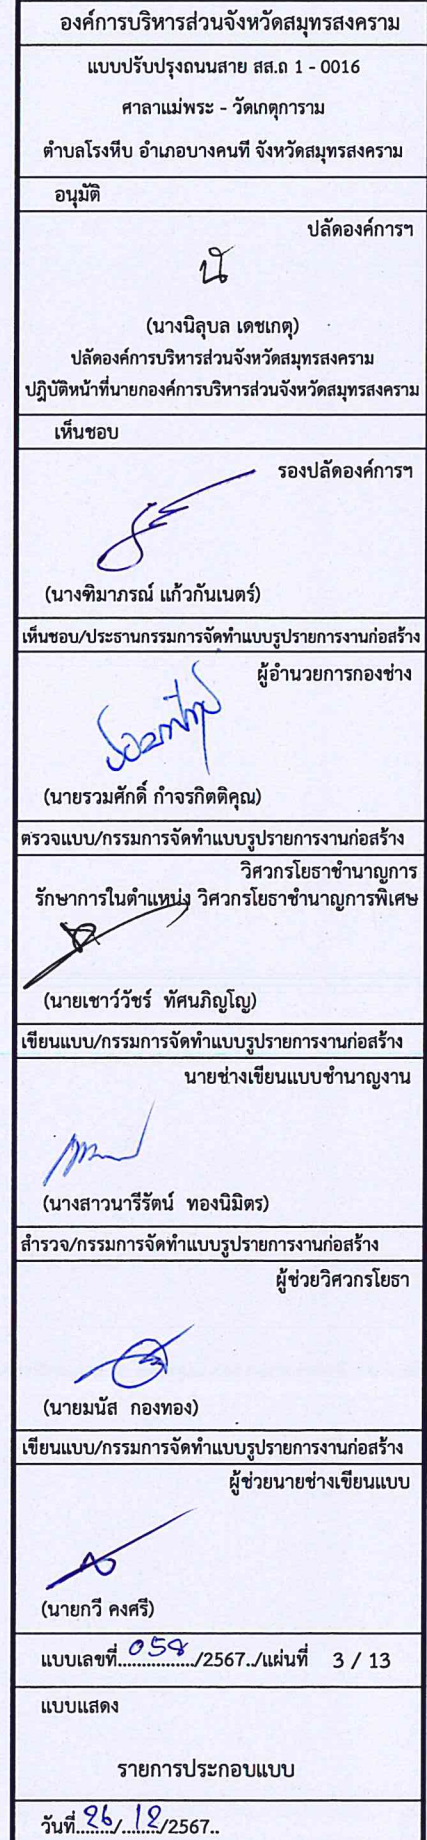 องค์การบริหารส่วนจังหวัดสมุทรสงคราม
แบบปรับปรุงถนนสาย สส.ถ 1 - 0016
ศาลาแม่พระ - วัดเกตุการาม
ตำบลโรงหีบ อำเภอบางคนที จังหวัดสมุทรสงคราม
อนุมัติ
ปลัดองค์การฯ
(นางนิลุบล เดชเกตุ)
ปลัดองค์การบริหารส่วนจังหวัดสมุทรสงคราม
ปฎิบัติหน้าที่นายกองค์การบริหารส่วนจังหวัดสมุทรสงคราม
เห็นชอบ
รองปลัดองค์การฯ
(นางฑิมาภรณ์ แก้วกันเนตร์)
เห็นชอบ/ประธานกรรมการจัดทำแบบรูปรายการงานก่อสร้าง
ผู้อำนวยการกองช่าง
(นายรวมศักดิ์ กำจรกิตติคุณ)
ตรวจแบบ/กรรมการจัดทำแบบรูปรายการงานก่อสร้าง
วิศวกรโยธาชำนาญการ
รักษาการในตำแหน่ง วิศวกรโยธาชำนาญการพิเศษ
(นายเชาว์วัชร์ ทัศนภิญโญ)
เขียนแบบ/กรรมการจัดทำแบบรูปรายการงานก่อสร้าง
นายช่างเขียนแบบชำนาญงาน
(นางสาวนารีรัตน์ ทองนิมิตร)
สำรวจ/กรรมการจัดทำแบบรูปรายการงานก่อสร้าง
ผู้ช่วยวิศวกรโยธา
(นายมนัส กองทอง)
เขียนแบบ/กรรมการจัดทำแบบรูปรายการงานก่อสร้าง
ผู้ช่วยนายช่างเขียนแบบ
(นายกวี คงศรี)
แบบเลขที่...058.../2567../แผ่นที่ 3 / 13
แบบแสดง
รายการประกอบแบบ
วันที่..26../..12../2567..